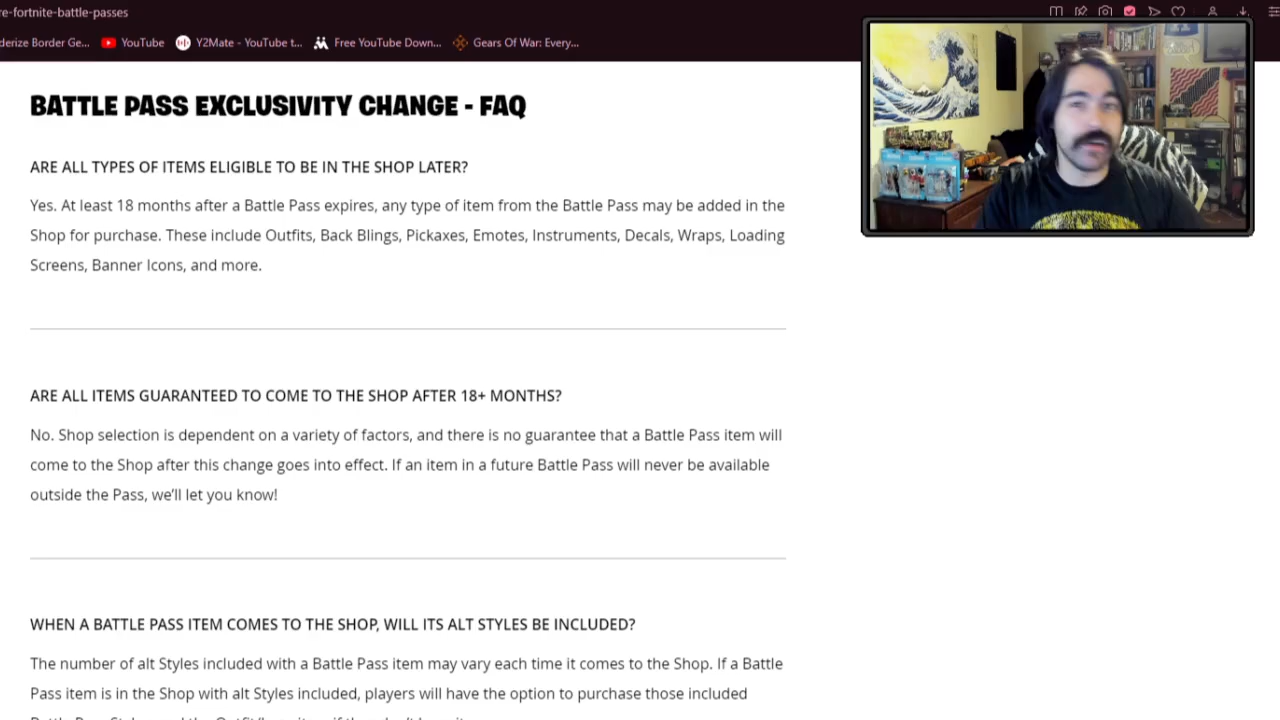 re-fortnite-battle-passes
derize Border Ge... YouTube Y2Mate - YouTube t... Free YouTube Down... Gears Of War: Every...
BATTLE PASS EXCLUSIVITY CHANGE - FAQ
ARE ALL TYPES OF ITEMS ELIGIBLE TO BE IN THE SHOP LATER?
Yes. At least 18 months after a Battle Pass expires, any type of item from the Battle Pass may be added in the
Shop for purchase. These include Outfits, Back Blings, Pickaxes, Emotes, Instruments, Decals, Wraps, Loading
Screens, Banner Icons, and more.
ARE ALL ITEMS GUARANTEED TO COME TO THE SHOP AFTER 18+ MONTHS?
No. Shop selection is dependent on a variety of factors, and there is no guarantee that a Battle Pass item will
come to the Shop after this change goes into effect. If an item in a future Battle Pass will never be available
outside the Pass, we'll let you know!
WHEN A BATTLE PASS ITEM COMES TO THE SHOP, WILL ITS ALT STYLES BE INCLUDED?
The number of alt Styles included with a Battle Pass item may vary each time it comes to the Shop. If a Battle
Pass item is in the Shop with alt Styles included, players will have the option to purchase those included